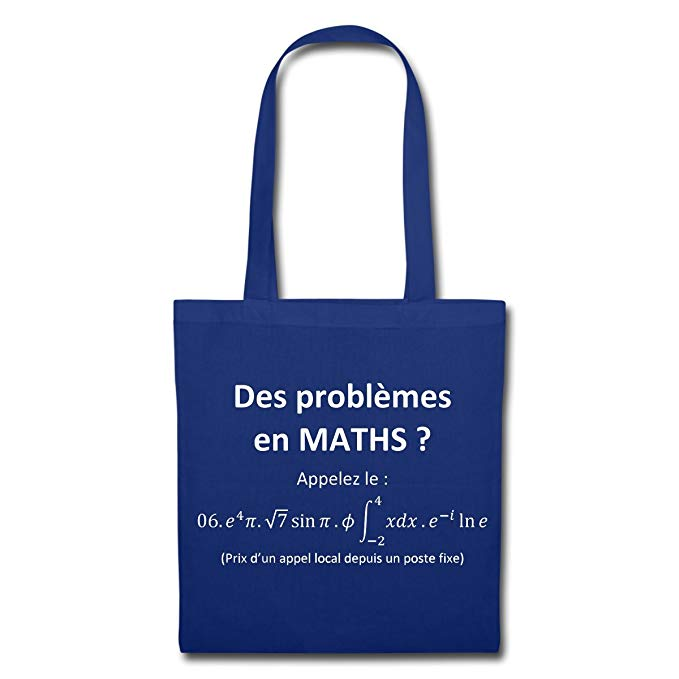 Des problèmes
en MATHS ?
Appelez le :
06. e⁴π. √7 sin π . ϕ ∫₋₂⁴ xdx . e⁻ⁱ ln e
(Prix d’un appel local depuis un poste fixe)